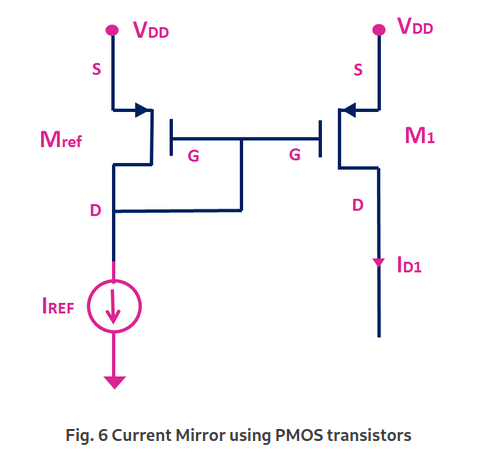 VDD
VDD
S
S
Mref
M1
G
G
D
D
ID1
IREF
Fig. 6 Current Mirror using PMOS transistors